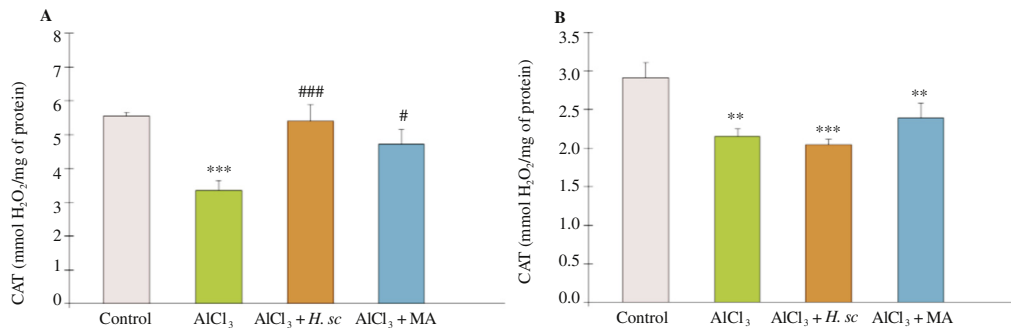 A
CAT (mmol H₂O₂/mg of protein)
8
7
6
5
4
3
2
1
0
***
###
#
Control
AlCl₃
AlCl₃ + H. sc
AlCl₃ + MA
B
CAT (mmol H₂O₂/mg of protein)
3.5
3.0
2.5
2.0
1.5
1.0
0.5
0.0
**
***
**
Control
AlCl₃
AlCl₃ + H. sc
AlCl₃ + MA